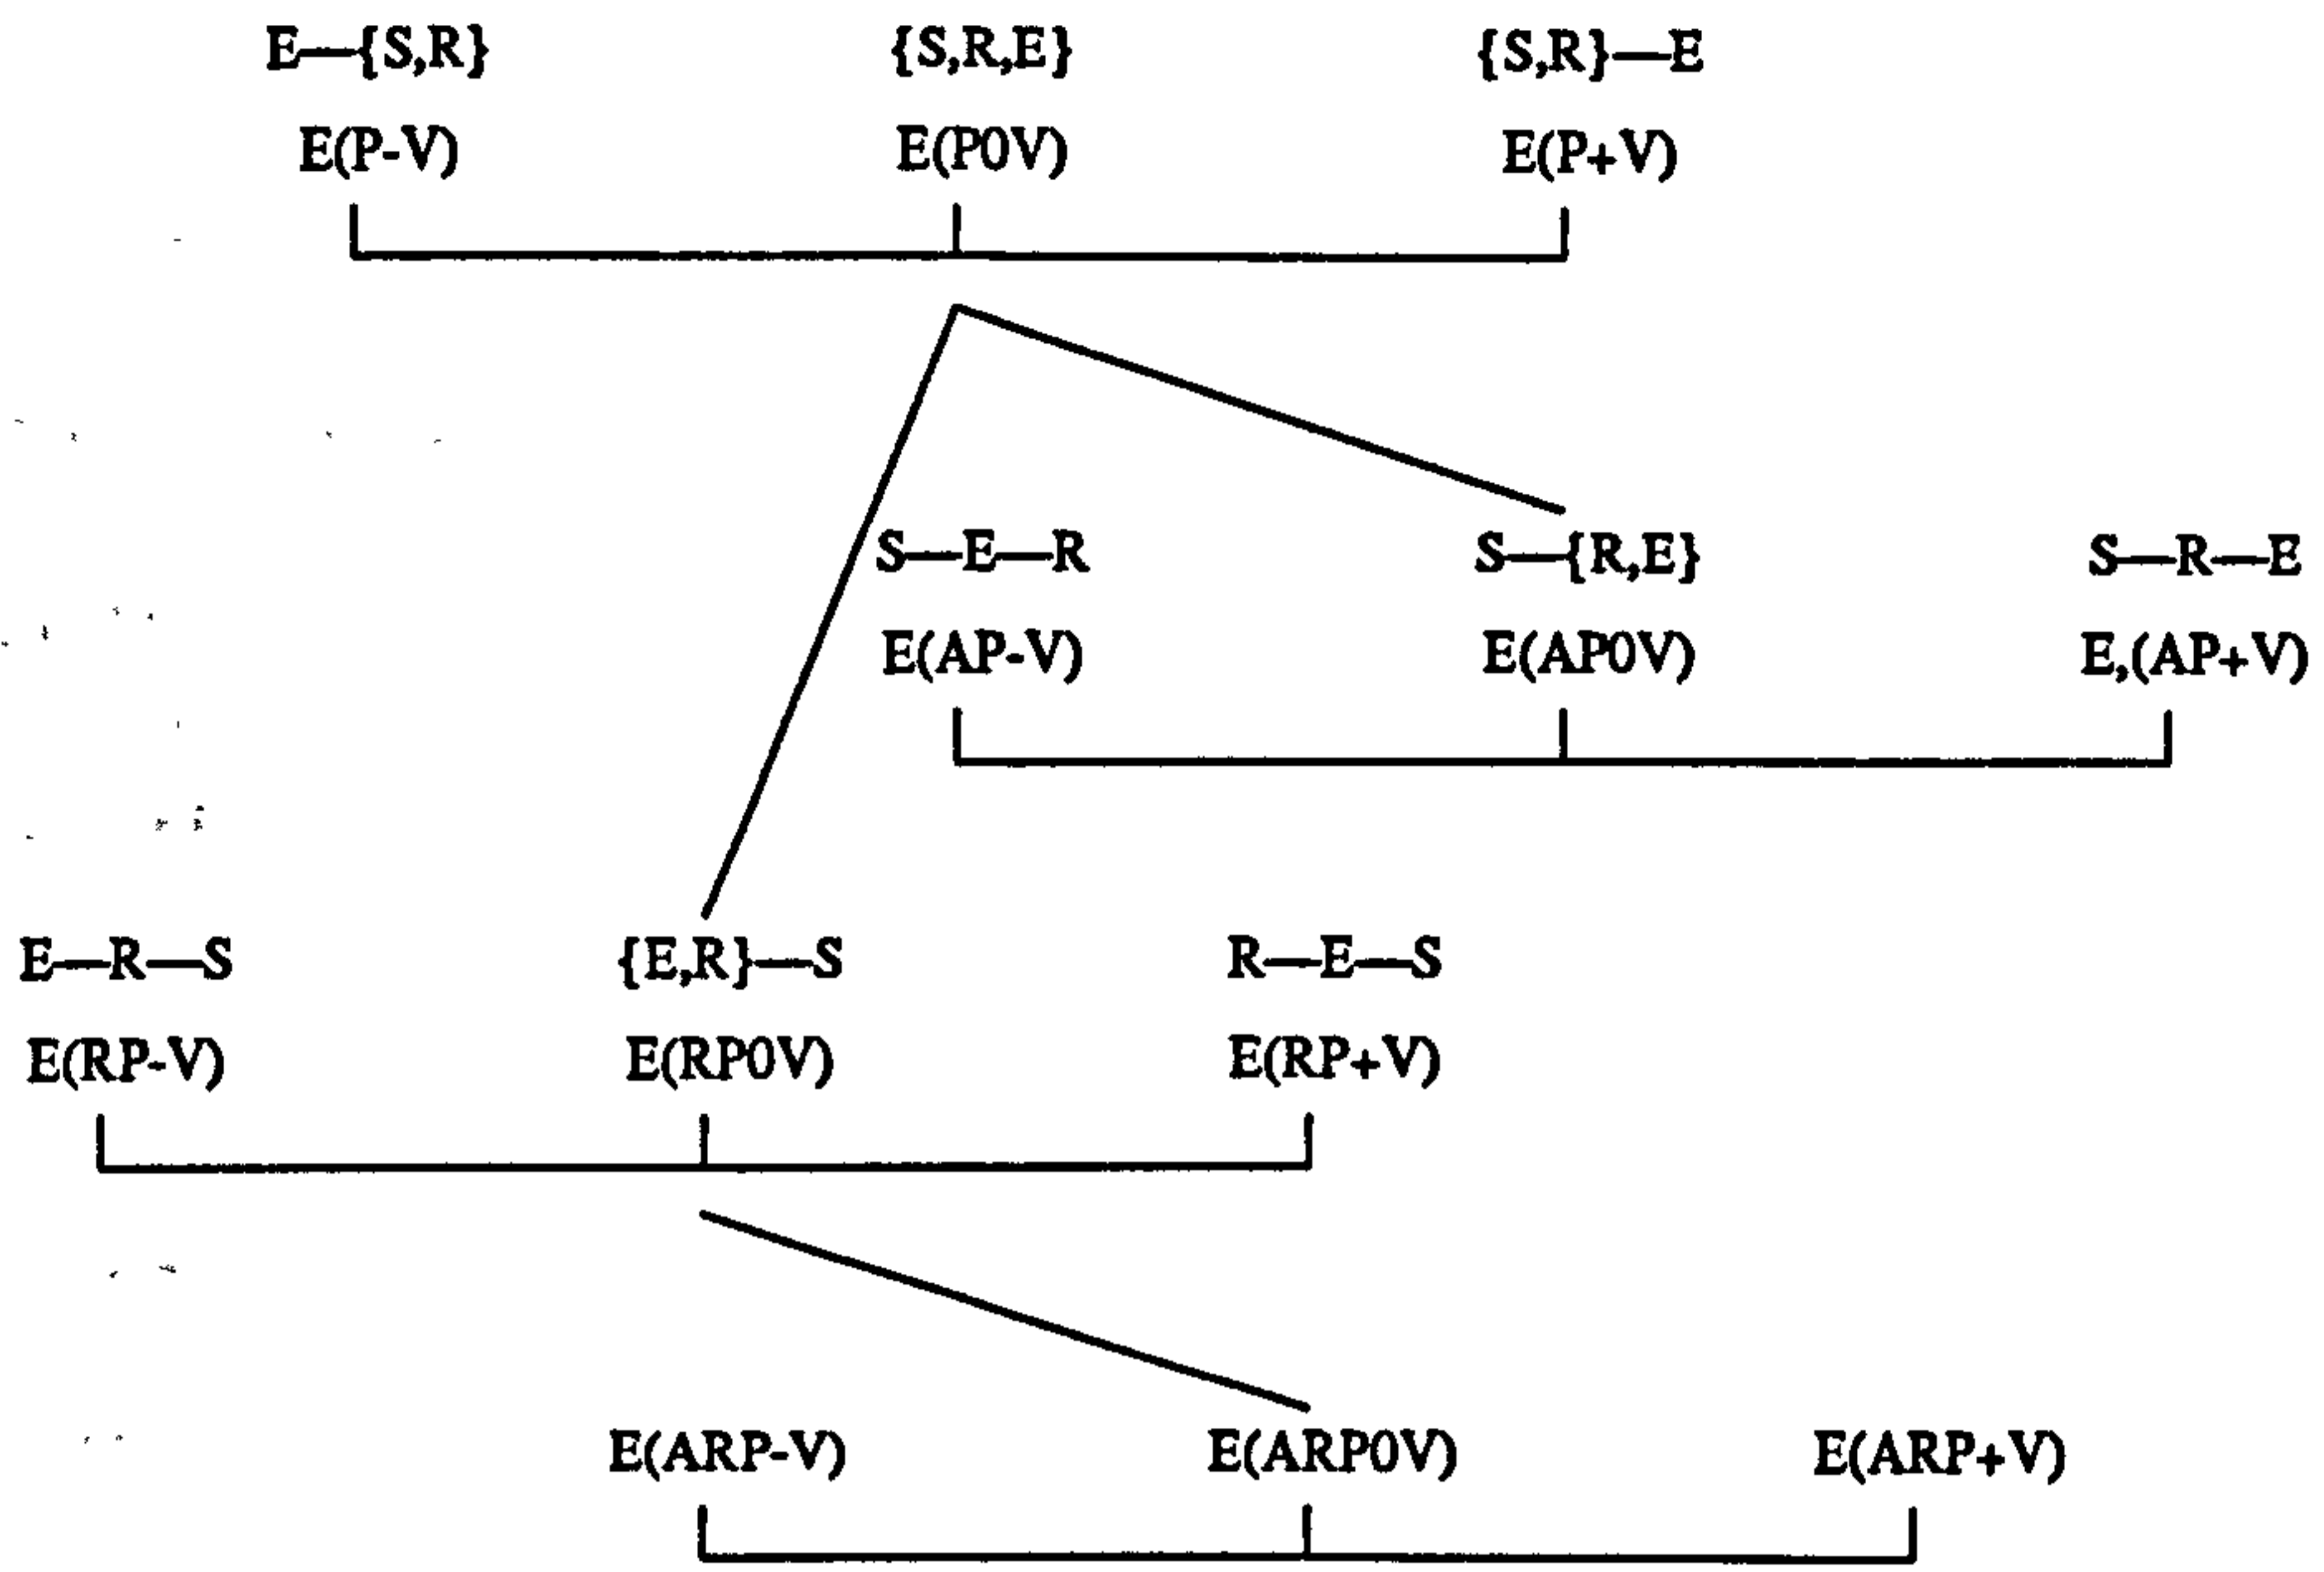 E—{S,R} {S,R,E} {S,R}—E
E(P-V) E(P0V) E(P+V)
S—E—R S—{R,E} S—R—E
E(AP-V) E(AP0V) E,(AP+V)
E—R—S {E,R}—S R—E—S
E(RP-V) E(RP0V) E(RP+V)
E(ARP-V) E(ARP0V) E(ARP+V)